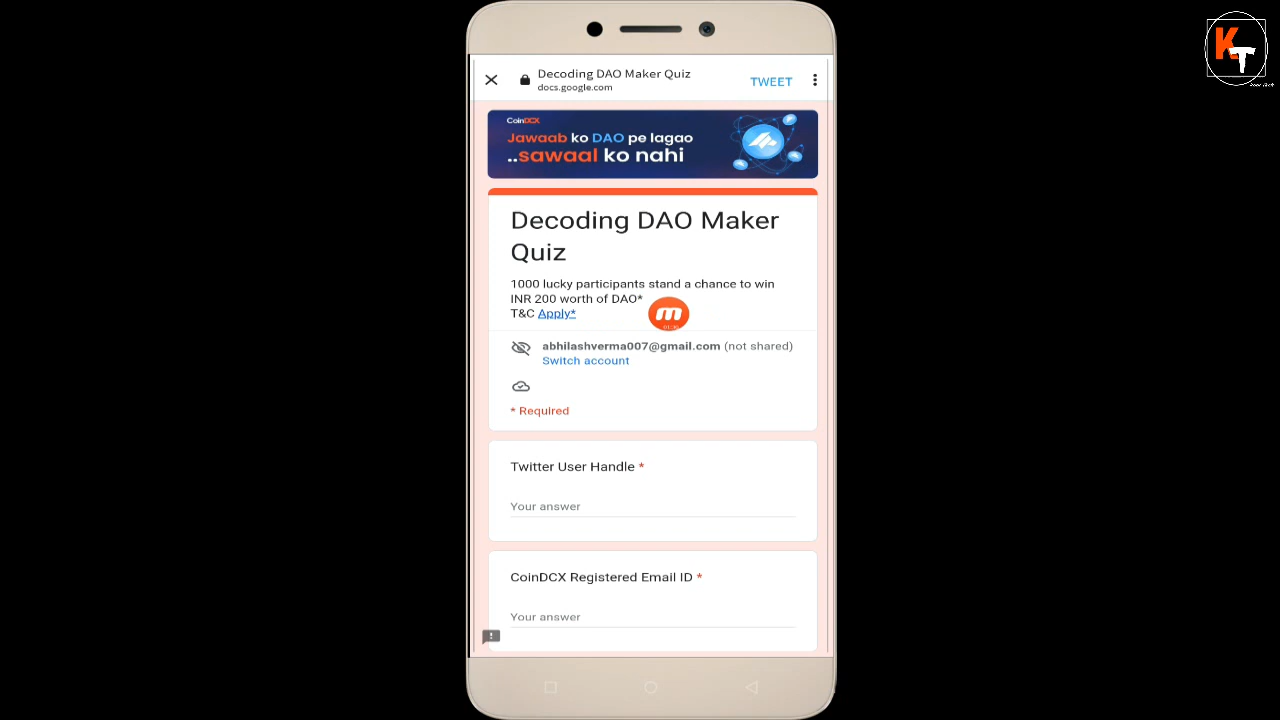 Decoding DAO Maker Quiz
docs.google.com
TWEET
KT
CoinDCX
Jawaab ko DAO pe lagao
..sawaal ko nahi
Decoding DAO Maker
Quiz
1000 lucky participants stand a chance to win
INR 200 worth of DAO*
T&C Apply*
m
abhilashverma007@gmail.com (not shared)
Switch account
* Required
Twitter User Handle *
Your answer
CoinDCX Registered Email ID *
Your answer